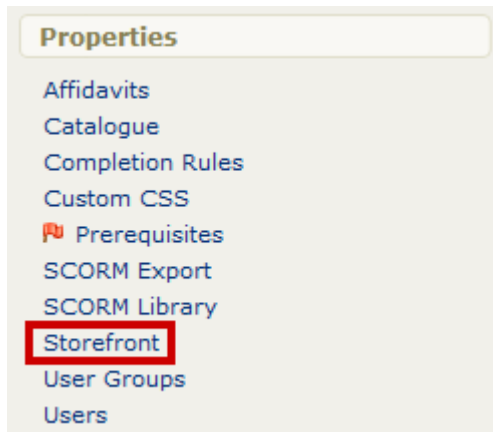 Properties
Affidavits
Catalogue
Completion Rules
Custom CSS
Prerequisites
SCORM Export
SCORM Library
Storefront
User Groups
Users